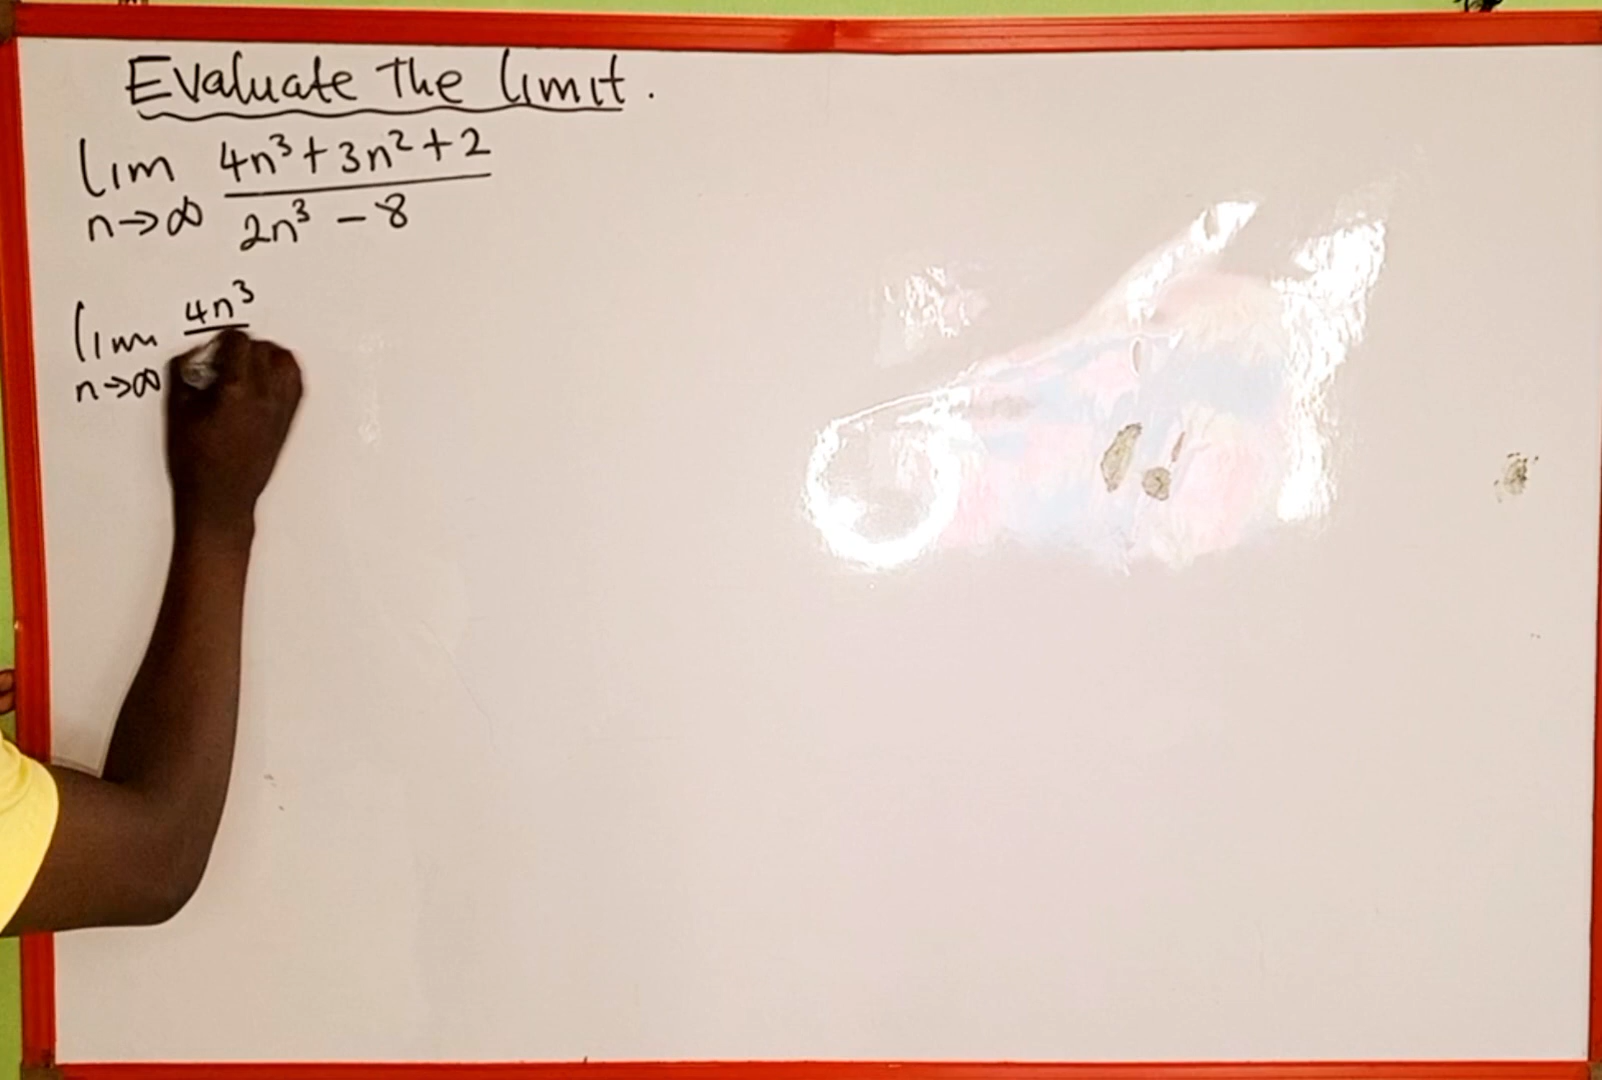 Evaluate The limit.
lim 4n³+3n²+2
n→∞ 2n³ - 8
lim 4n³
n→∞